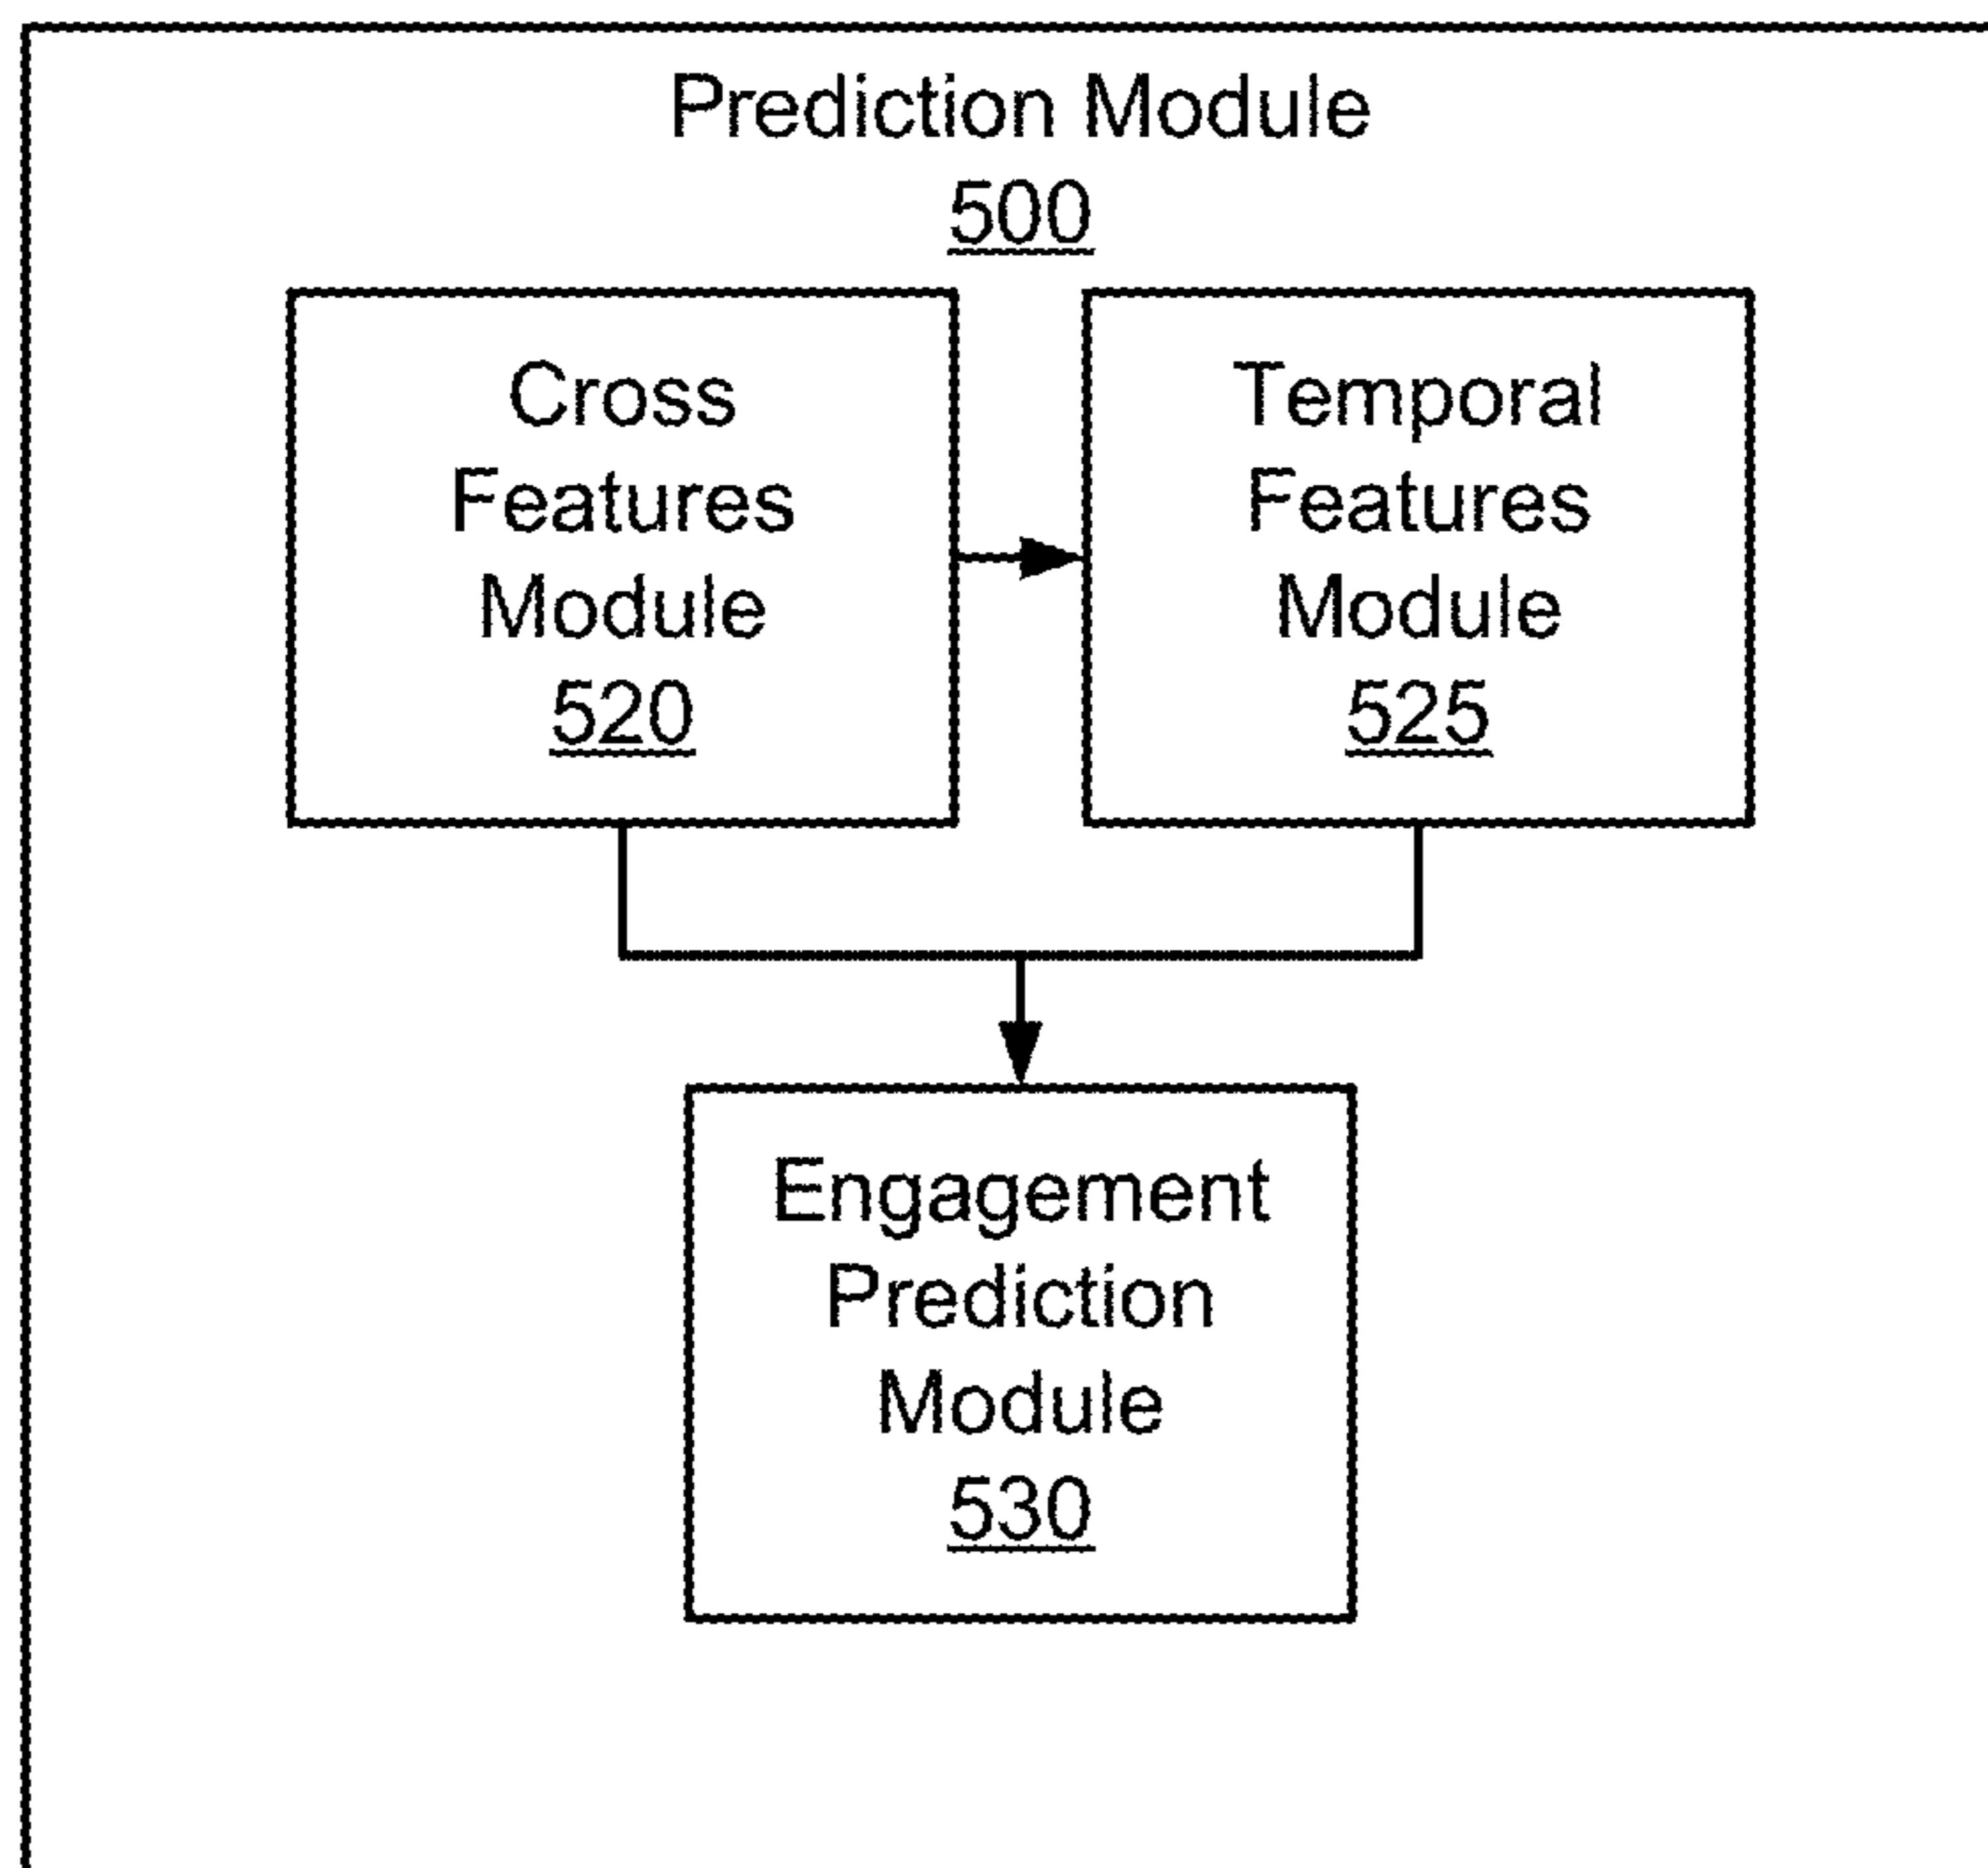 Prediction Module
500
Cross
Features
Module
520
Temporal
Features
Module
525
Engagement
Prediction
Module
530